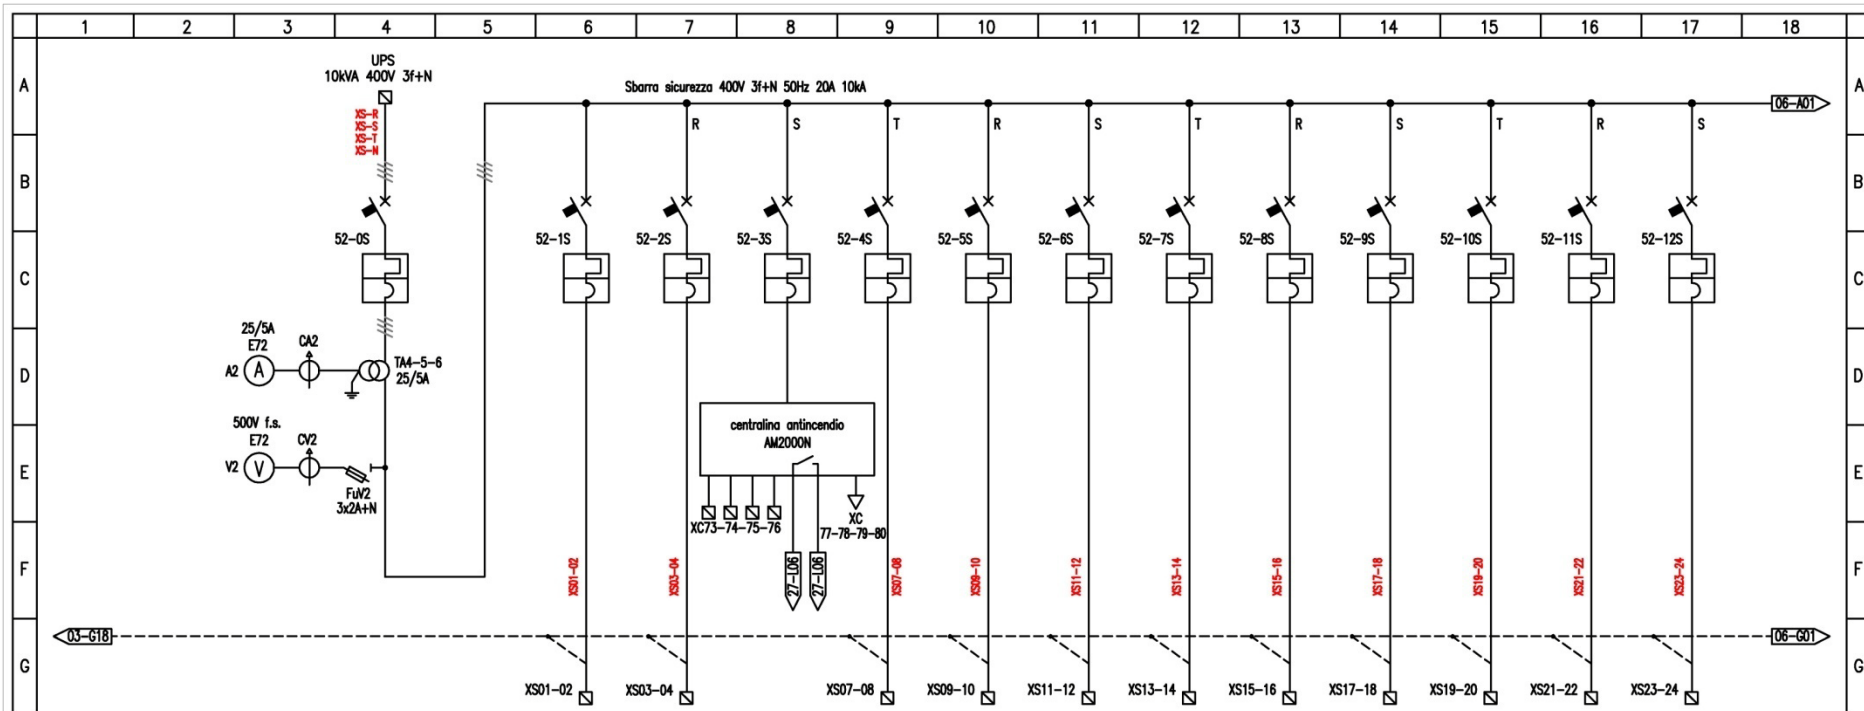 1 2 3 4 5 6 7 8 9 10 11 12 13 14 15 16 17 18
A A
UPS
10kVA 400V 3f+N
Sbarra sicurezza 400V 3f+N 50Hz 20A 10kA
06-A01
XS-R
XS-S
XS-T
XS-N
R S T R S T R S T R S
B B
52-0S 52-1S 52-2S 52-3S 52-4S 52-5S 52-6S 52-7S 52-8S 52-9S 52-10S 52-11S 52-12S
C C
25/5A
E72
CA2
A2 A
TA4-5-6
25/5A
D D
500V f.s.
E72
CV2
V2 V
FuV2
3x2A+N
centralina antincendio
AM2000N
E E
XC73-74-75-76
XC
77-78-79-80
27-L06 27-L06
F F
XS01-02 XS03-04 XS07-08 XS09-10 XS11-12 XS13-14 XS15-16 XS17-18 XS19-20 XS21-22 XS23-24
03-G18 06-G01
G G
XS01-02 XS03-04 XS07-08 XS09-10 XS11-12 XS13-14 XS15-16 XS17-18 XS19-20 XS21-22 XS23-24